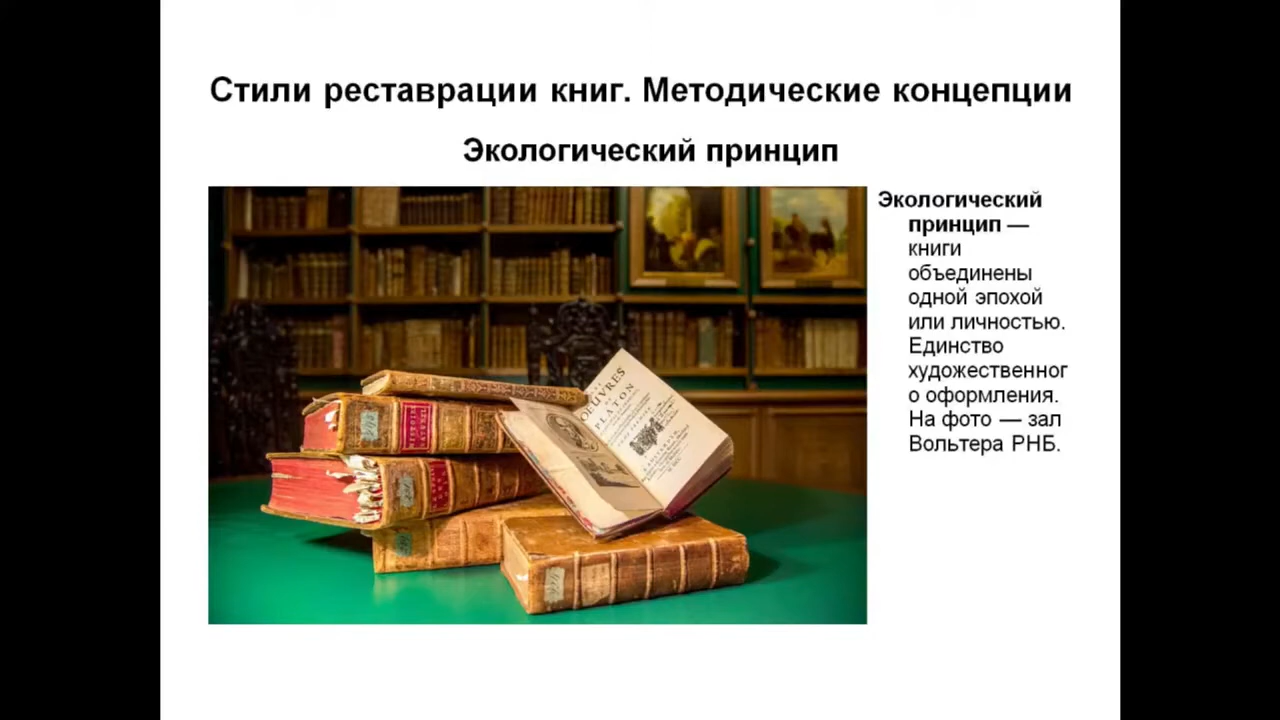 Стили реставрации книг. Методические концепции
Экологический принцип
Экологический
принцип —
книги
объединены
одной эпохой
или личностью.
Единство
художественног
о оформления.
На фото — зал
Вольтера РНБ.
OEUVRES
PLATON